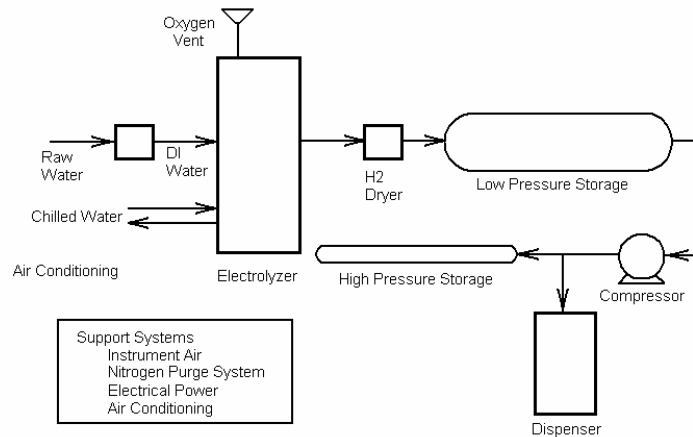 Oxygen
Vent
Raw
Water
DI
Water
H2
Dryer
Low Pressure Storage
Chilled Water
Air Conditioning
Electrolyzer
High Pressure Storage
Compressor
Support Systems
Instrument Air
Nitrogen Purge System
Electrical Power
Air Conditioning
Dispenser